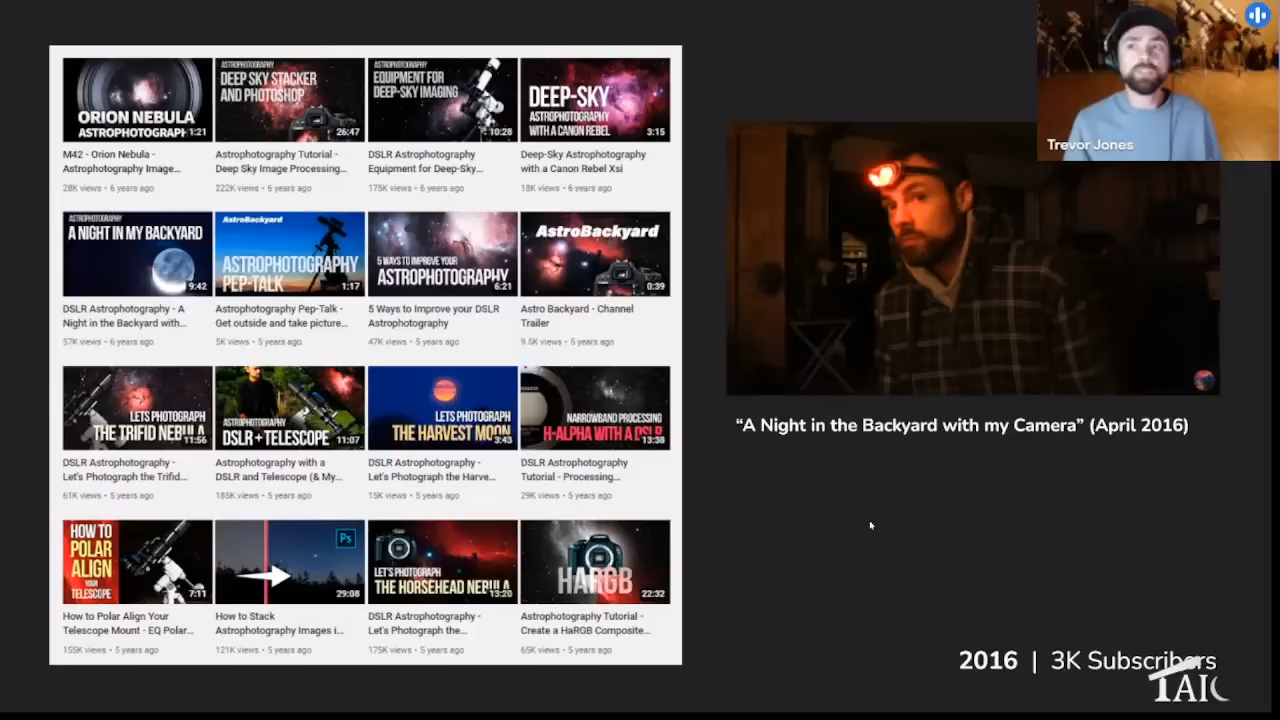 ORION NEBULA
ASTROPHOTOGRAPH
1:21
M42 - Orion Nebula -
Astrophotography Image...
28K views • 6 years ago
ASTROPHOTOGRAPHY
DEEP SKY STACKER
AND PHOTOSHOP
26:47
Astrophotography Tutorial -
Deep Sky Image Processing...
222K views • 6 years ago
ASTROPHOTOGRAPHY
EQUIPMENT FOR
DEEP-SKY IMAGING
10:28
DSLR Astrophotography
Equipment for Deep-Sky...
175K views • 6 years ago
DEEP-SKY
ASTROPHOTOGRAPHY
WITH A CANON REBEL
3:15
Deep-Sky Astrophotography
with a Canon Rebel Xsi
18K views • 6 years ago
ASTROPHOTOGRAPHY
A NIGHT IN MY BACKYARD
9:42
DSLR Astrophotography - A
Night in the Backyard with...
57K views • 6 years ago
AstroBackyard
ASTROPHOTOGRAPHY
PEP-TALK
1:17
Astrophotography Pep-Talk -
Get outside and take picture...
5K views • 5 years ago
5 WAYS TO IMPROVE YOUR
ASTROPHOTOGRAPHY
6:21
5 Ways to Improve your DSLR
Astrophotography
47K views • 5 years ago
AstroBackyard
0:39
Astro Backyard - Channel
Trailer
9.5K views • 5 years ago
LETS PHOTOGRAPH
THE TRIFID NEBULA
11:56
DSLR Astrophotography -
Let's Photograph the Trifid...
61K views • 5 years ago
ASTROPHOTOGRAPHY
DSLR + TELESCOPE
11:07
Astrophotography with a
DSLR and Telescope (& My...
185K views • 5 years ago
LETS PHOTOGRAPH
THE HARVEST MOON
3:43
DSLR Astrophotography -
Let's Photograph the Harve...
15K views • 5 years ago
NARROWBAND PROCESSING
H-ALPHA WITH A DSLR
13:38
DSLR Astrophotography
Tutorial - Processing...
29K views • 5 years ago
HOW TO
POLAR
ALIGN
YOUR
TELESCOPE
7:11
How to Polar Align Your
Telescope Mount - EQ Polar...
155K views • 5 years ago
Ps
29:08
How to Stack
Astrophotography Images i...
121K views • 5 years ago
LET'S PHOTOGRAPH
THE HORSEHEAD NEBULA
13:20
DSLR Astrophotography -
Let's Photograph the...
175K views • 5 years ago
HARGB
22:32
Astrophotography Tutorial -
Create a HaRGB Composite...
65K views • 5 years ago
Trevor Jones
“A Night in the Backyard with my Camera” (April 2016)
2016 | 3K Subscribers
TAIC